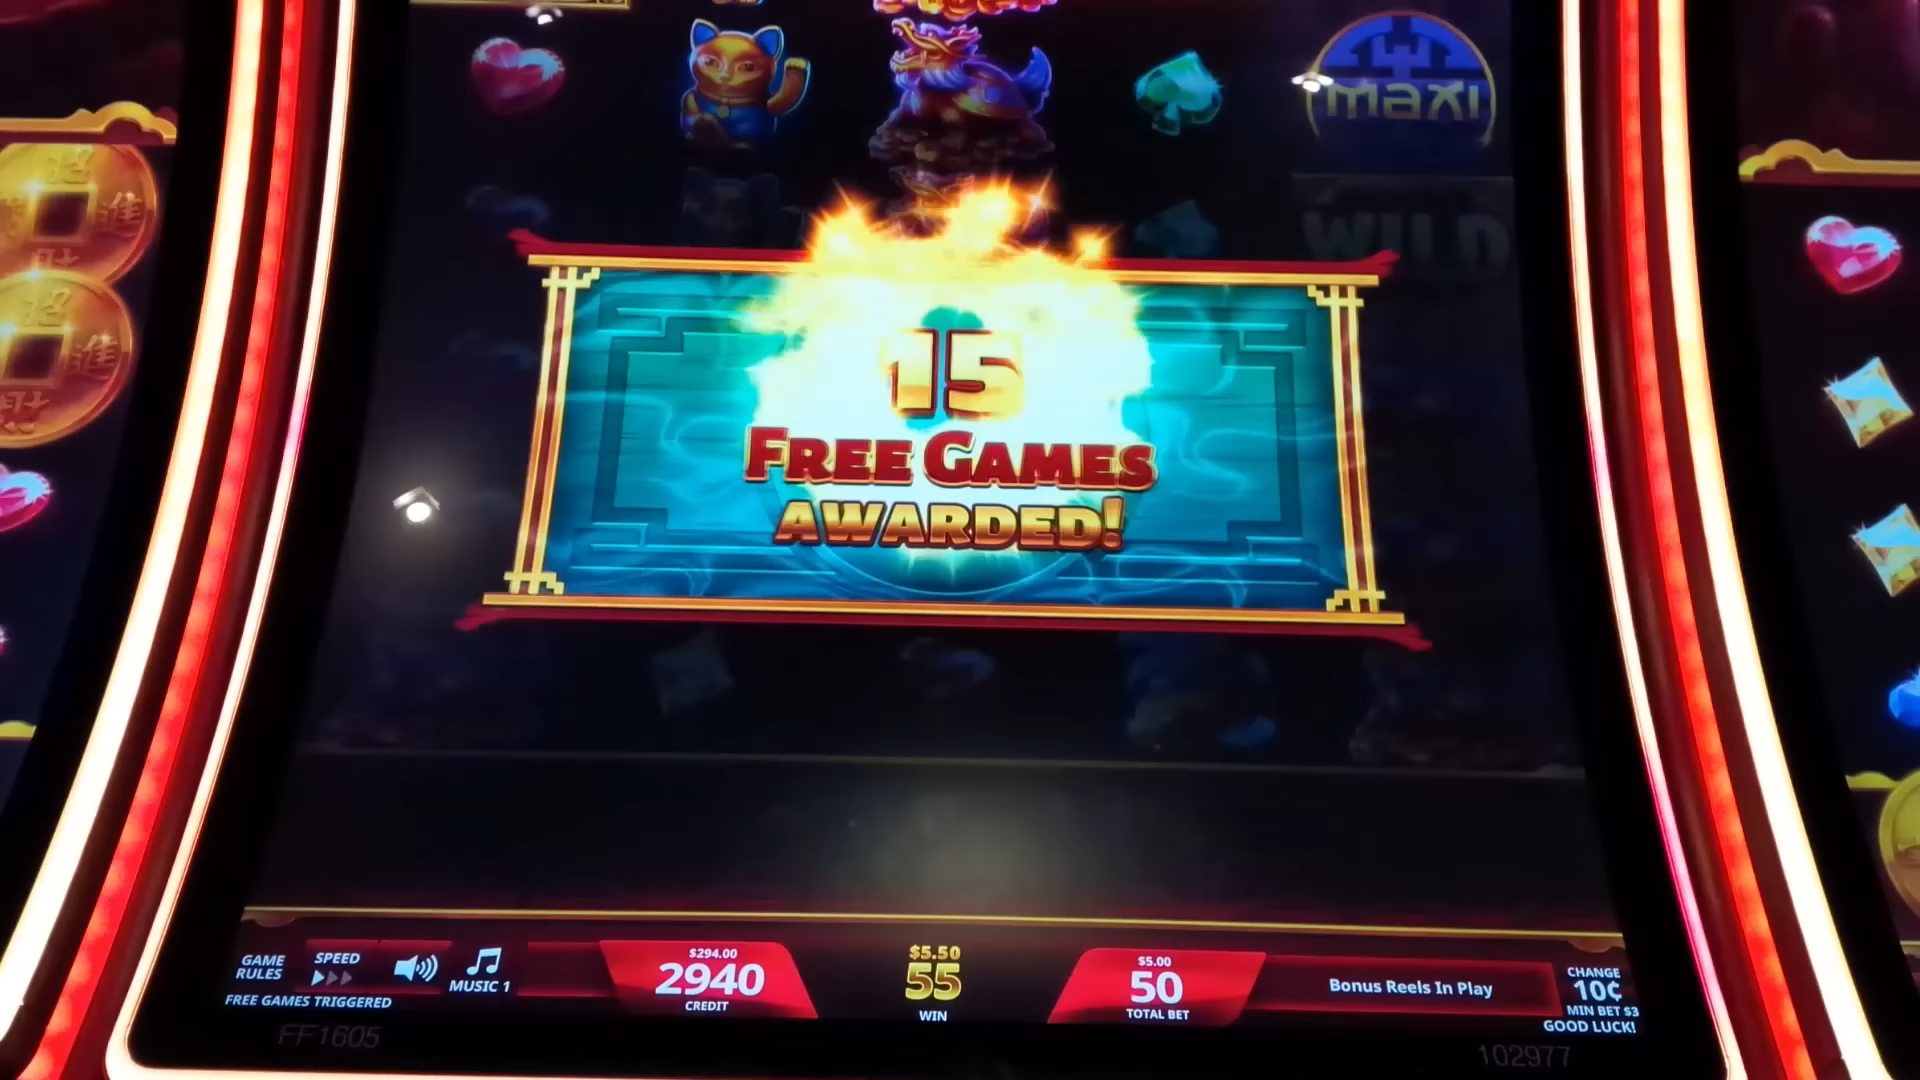 maxi
WILD
15
FREE GAMES
AWARDED!
GAME
RULES
SPEED
MUSIC 1
FREE GAMES TRIGGERED
$294.00
2940
CREDIT
$5.50
55
WIN
$5.00
50
TOTAL BET
Bonus Reels In Play
CHANGE
10¢
MIN BET $3
GOOD LUCK!
FF1605
102977